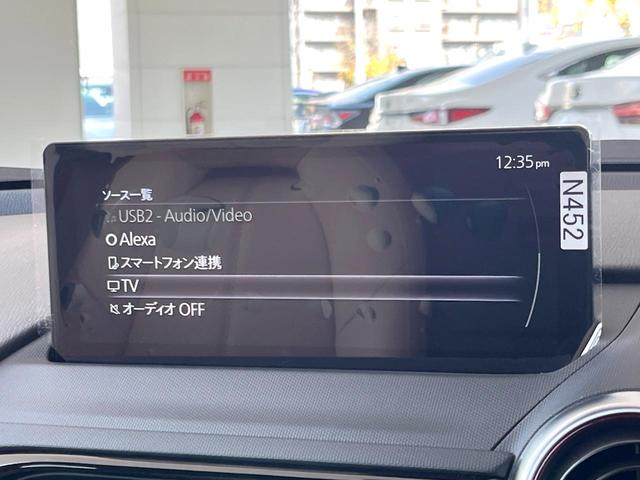 12:35pm
ソース一覧
USB2 - Audio/Video
Alexa
スマートフォン連携
TV
オーディオ OFF
N452